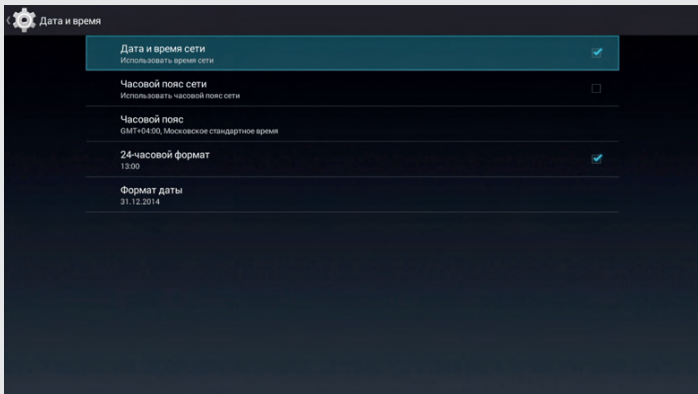 Дата и время
Дата и время сети
Использовать время сети
Часовой пояс сети
Использовать часовой пояс сети
Часовой пояс
GMT+04:00, Московское стандартное время
24-часовой формат
13:00
Формат даты
31.12.2014